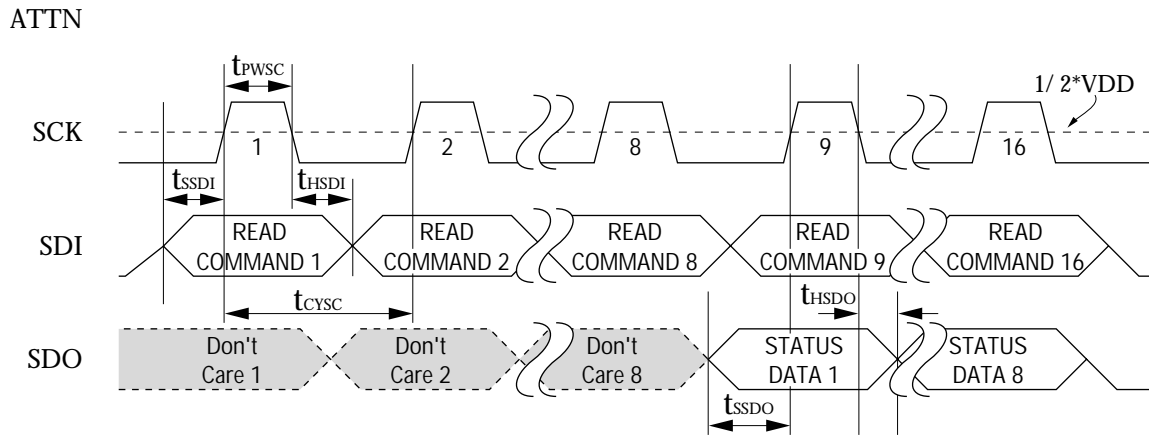 ATTN
tPWSC
1/ 2*VDD
SCK
1
2
8
9
16
tSSDI
tHSDI
SDI
READ
COMMAND 1
READ
COMMAND 2
READ
COMMAND 8
READ
COMMAND 9
READ
COMMAND 16
tCYSC
tHSDO
SDO
Don't
Care 1
Don't
Care 2
Don't
Care 8
STATUS
DATA 1
STATUS
DATA 8
tSSDO